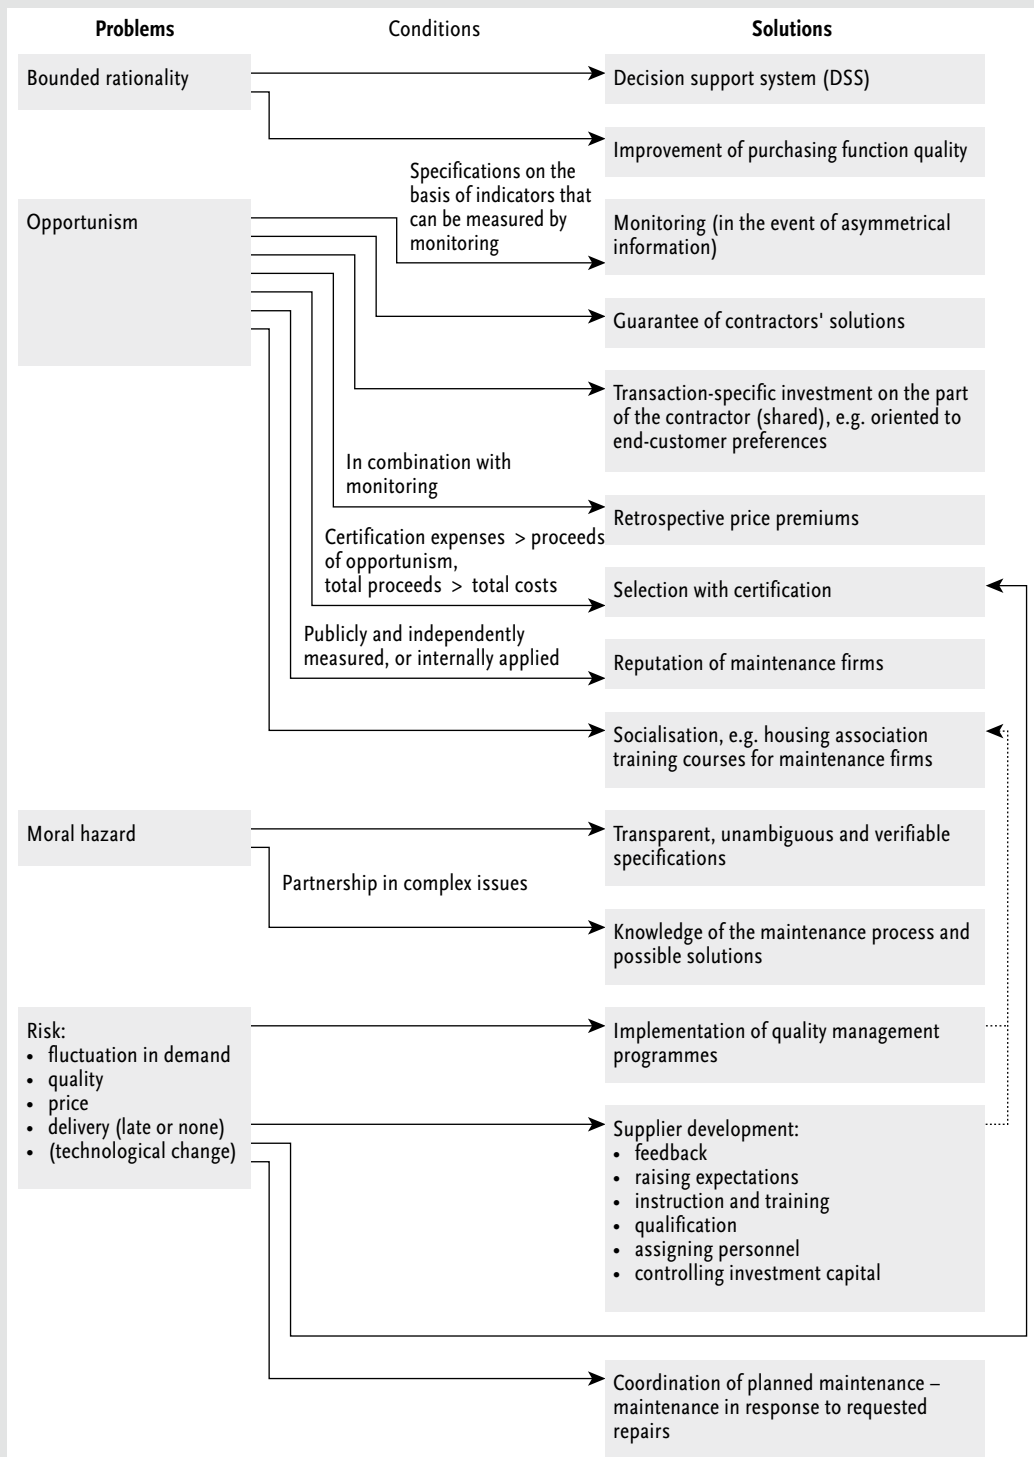 Problems
Conditions
Solutions
Bounded rationality
Decision support system (DSS)
Improvement of purchasing function quality
Opportunism
Specifications on the
basis of indicators that
can be measured by
monitoring
Monitoring (in the event of asymmetrical
information)
Guarantee of contractors' solutions
Transaction-specific investment on the part
of the contractor (shared), e.g. oriented to
end-customer preferences
In combination with
monitoring
Retrospective price premiums
Certification expenses > proceeds
of opportunism,
total proceeds > total costs
Selection with certification
Publicly and independently
measured, or internally applied
Reputation of maintenance firms
Socialisation, e.g. housing association
training courses for maintenance firms
Moral hazard
Transparent, unambiguous and verifiable
specifications
Partnership in complex issues
Knowledge of the maintenance process and
possible solutions
Risk:
• fluctuation in demand
• quality
• price
• delivery (late or none)
• (technological change)
Implementation of quality management
programmes
Supplier development:
• feedback
• raising expectations
• instruction and training
• qualification
• assigning personnel
• controlling investment capital
Coordination of planned maintenance –
maintenance in response to requested
repairs